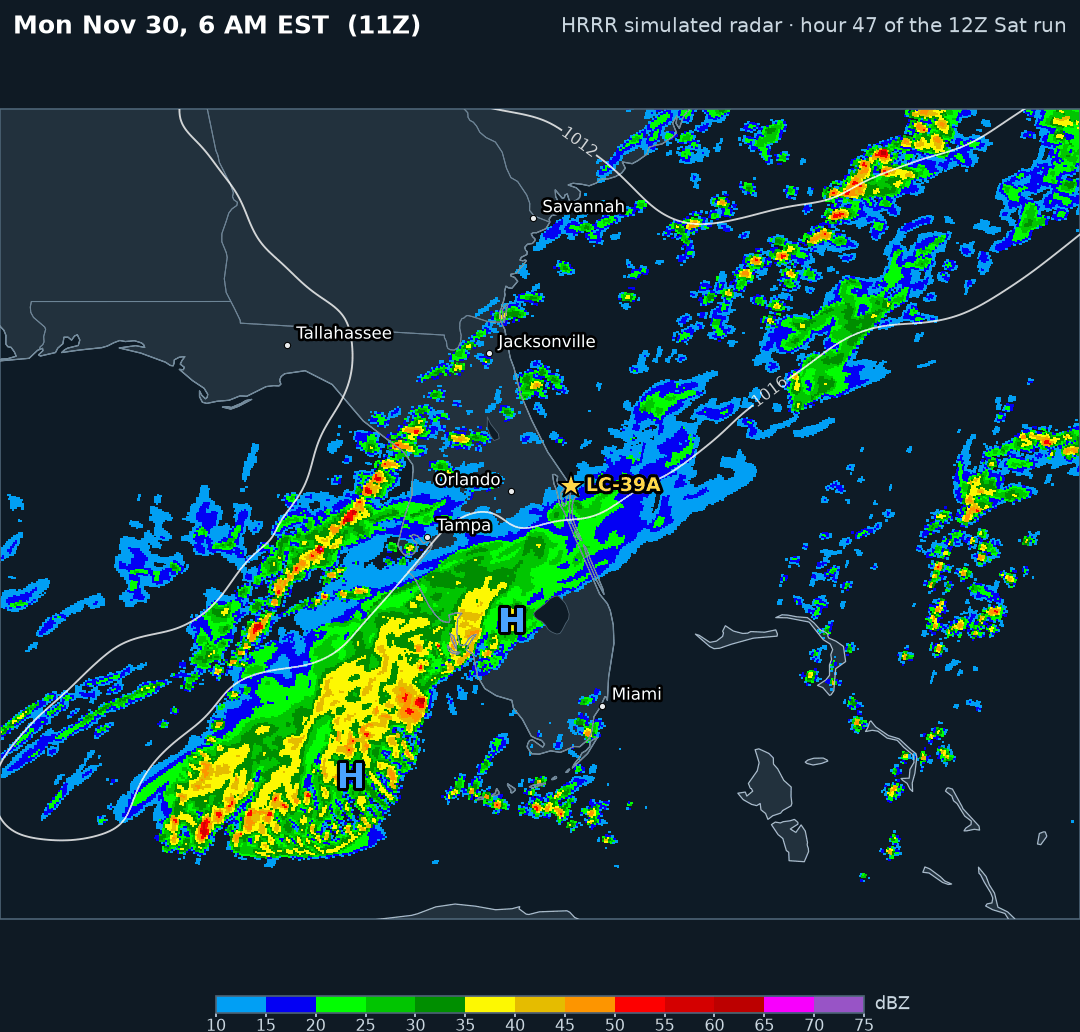 Mon Nov 30, 6 AM EST (11Z)
HRRR simulated radar · hour 47 of the 12Z Sat run
1012
Savannah
Tallahassee
Jacksonville
1016
Orlando
LC-39A
Tampa
H
Miami
H
dBZ
10 15 20 25 30 35 40 45 50 55 60 65 70 75